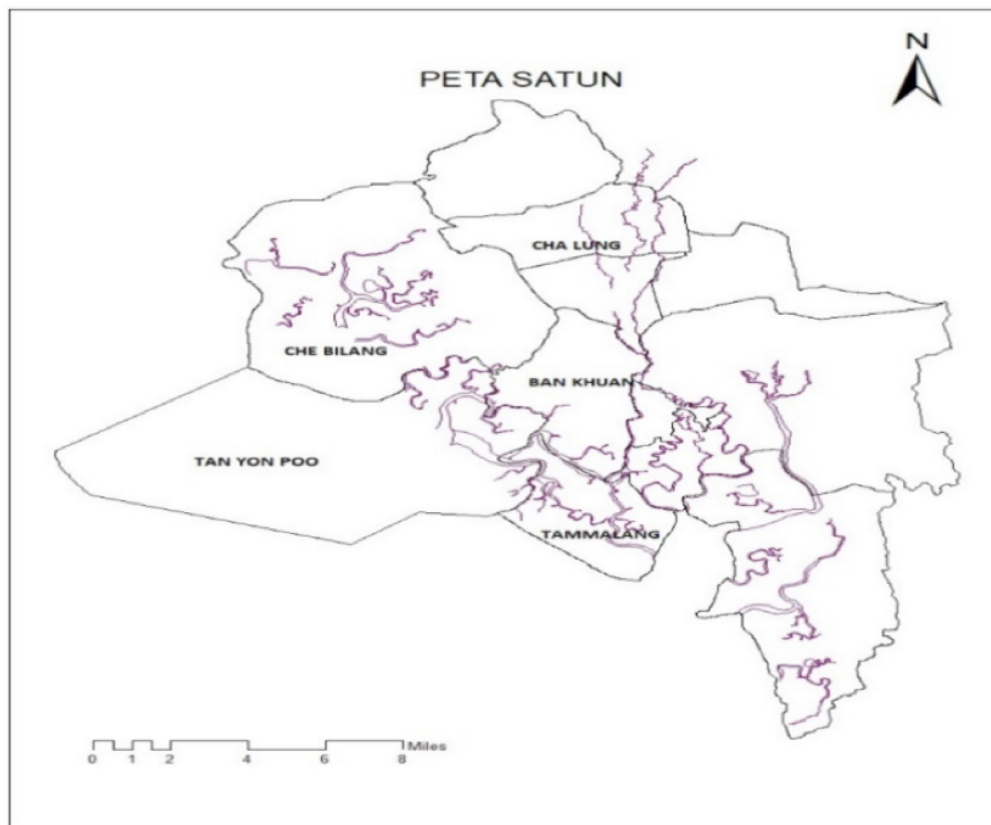 N
PETA SATUN
CHA LUNG
CHE BILANG
BAN KHUAN
TAN YON POO
TAMMALANG
Miles
0 1 2 4 6 8